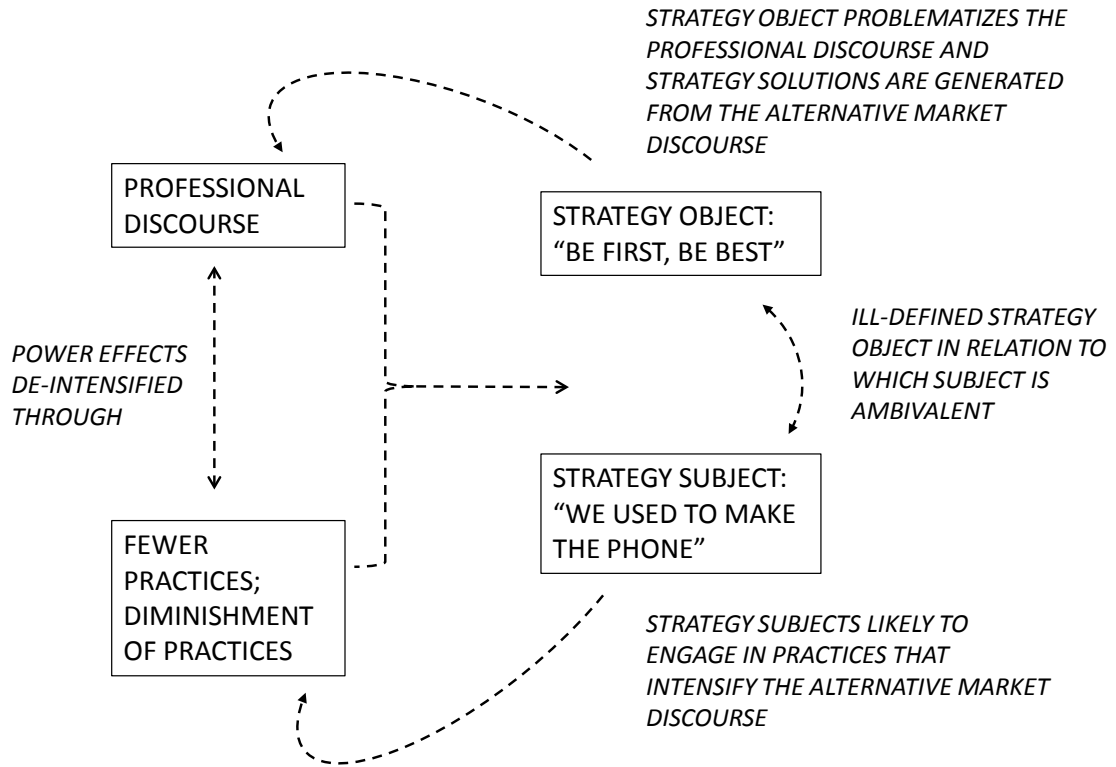 STRATEGY OBJECT PROBLEMATIZES THE
PROFESSIONAL DISCOURSE AND
STRATEGY SOLUTIONS ARE GENERATED
FROM THE ALTERNATIVE MARKET
DISCOURSE
PROFESSIONAL
DISCOURSE
STRATEGY OBJECT:
“BE FIRST, BE BEST”
POWER EFFECTS
DE-INTENSIFIED
THROUGH
ILL-DEFINED STRATEGY
OBJECT IN RELATION TO
WHICH SUBJECT IS
AMBIVALENT
FEWER
PRACTICES;
DIMINISHMENT
OF PRACTICES
STRATEGY SUBJECT:
“WE USED TO MAKE
THE PHONE”
STRATEGY SUBJECTS LIKELY TO
ENGAGE IN PRACTICES THAT
INTENSIFY THE ALTERNATIVE MARKET
DISCOURSE